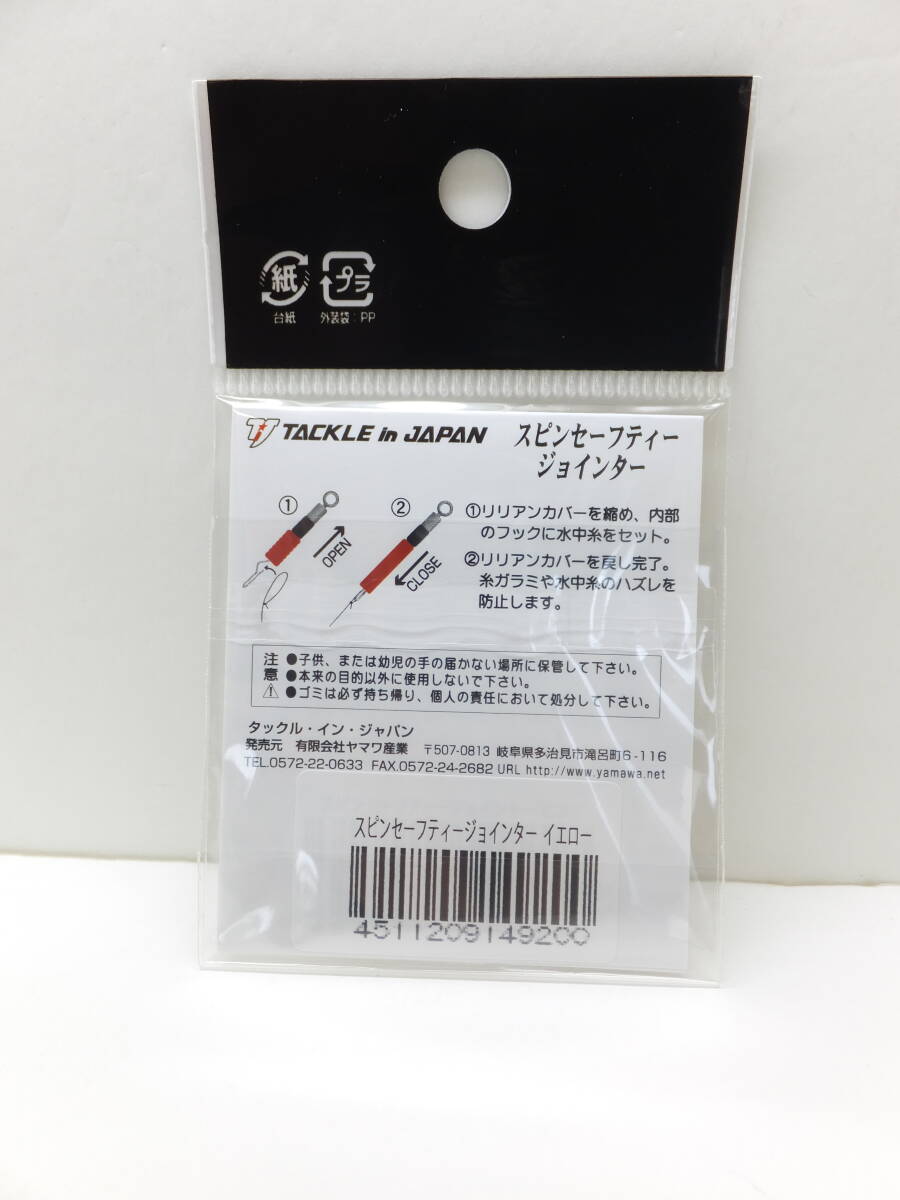 紙
プラ
台紙
外装袋:PP
TiJ TACKLE in JAPAN
スピンセーフティー
ジョインター
①
OPEN
②
CLOSE
①リリアンカバーを縮め、内部
のフックに水中糸をセット。
②リリアンカバーを戻し完了。
糸ガラミや水中糸のハズレを
防止します。
注意
●子供、または幼児の手の届かない場所に保管して下さい。
●本来の目的以外に使用しないで下さい。
●ゴミは必ず持ち帰り、個人の責任において処分して下さい。
タックル・イン・ジャパン
発売元 有限会社ヤマワ産業 〒507-0813 岐阜県多治見市滝呂町6-116
TEL.0572-22-0633 FAX.0572-24-2682 URL http://www.yamawa.net
スピンセーフティージョインター イエロー
4511209149200